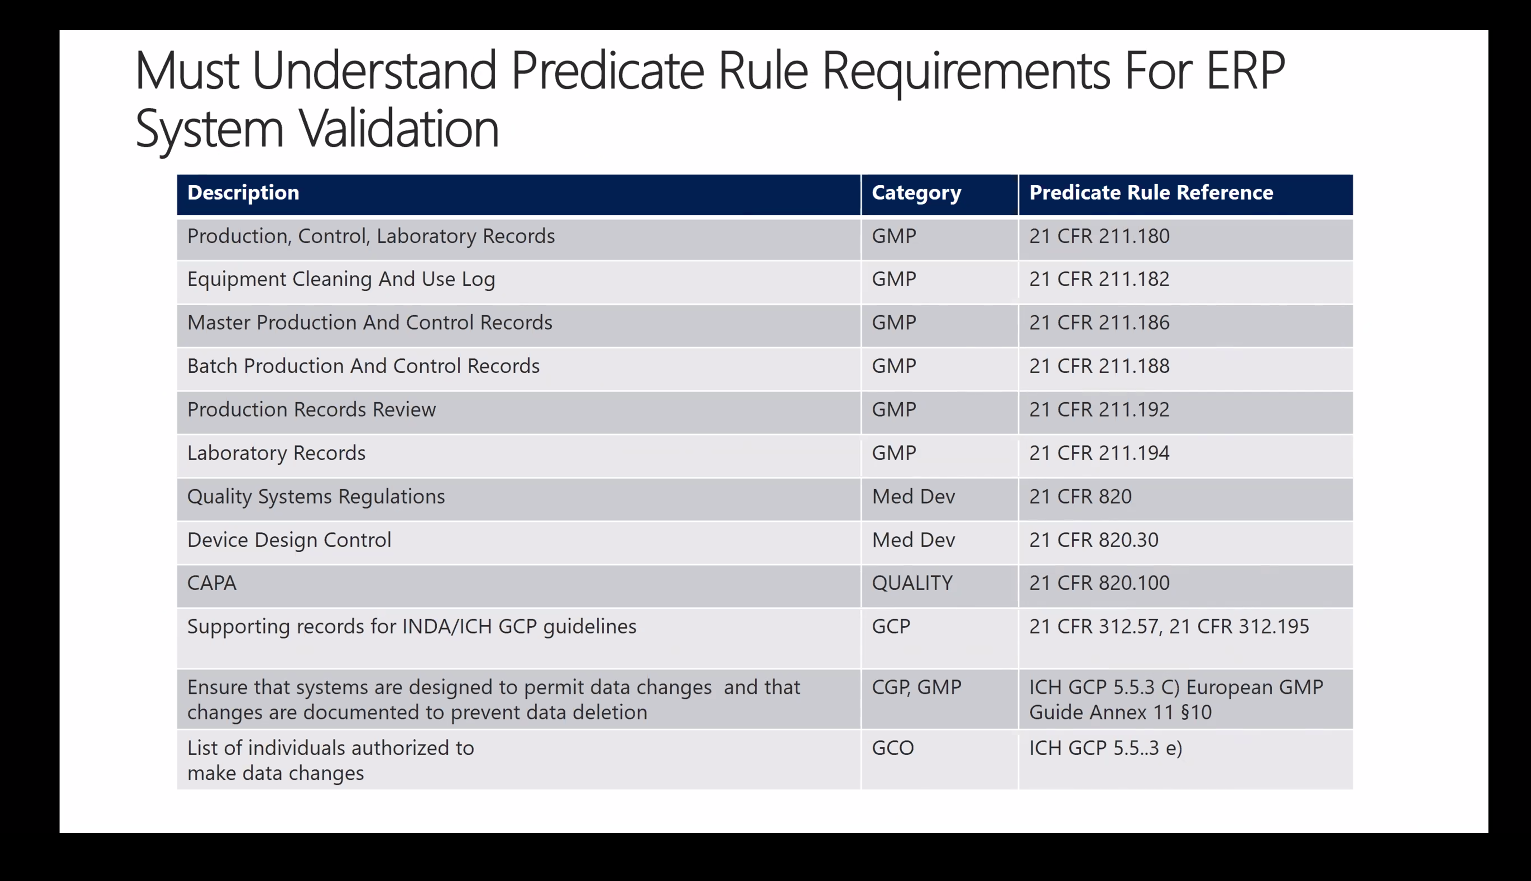 Must Understand Predicate Rule Requirements For ERP
System Validation
Description Category Predicate Rule Reference
Production, Control, Laboratory Records GMP 21 CFR 211.180
Equipment Cleaning And Use Log GMP 21 CFR 211.182
Master Production And Control Records GMP 21 CFR 211.186
Batch Production And Control Records GMP 21 CFR 211.188
Production Records Review GMP 21 CFR 211.192
Laboratory Records GMP 21 CFR 211.194
Quality Systems Regulations Med Dev 21 CFR 820
Device Design Control Med Dev 21 CFR 820.30
CAPA QUALITY 21 CFR 820.100
Supporting records for INDA/ICH GCP guidelines GCP 21 CFR 312.57, 21 CFR 312.195
Ensure that systems are designed to permit data changes and that CGP, GMP ICH GCP 5.5.3 C) European GMP
changes are documented to prevent data deletion Guide Annex 11 §10
List of individuals authorized to GCO ICH GCP 5.5..3 e)
make data changes